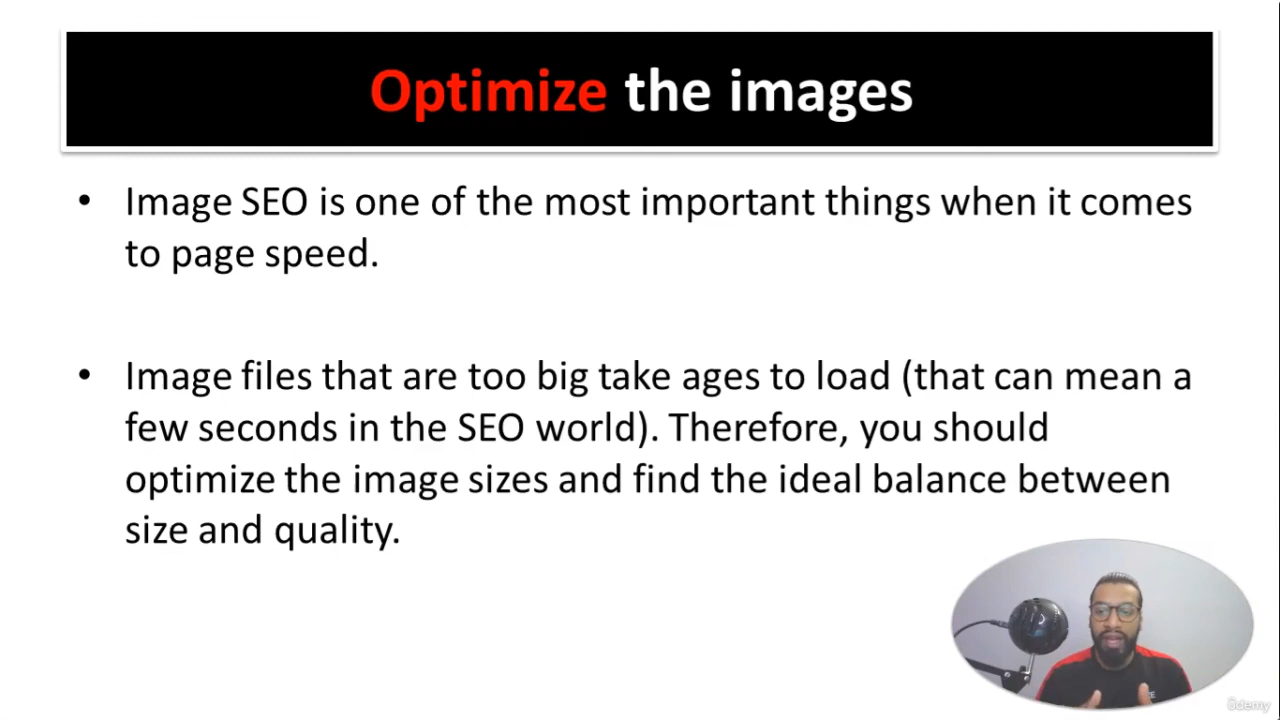 Optimize the images
• Image SEO is one of the most important things when it comes
to page speed.
• Image files that are too big take ages to load (that can mean a
few seconds in the SEO world). Therefore, you should
optimize the image sizes and find the ideal balance between
size and quality.
ûdemy